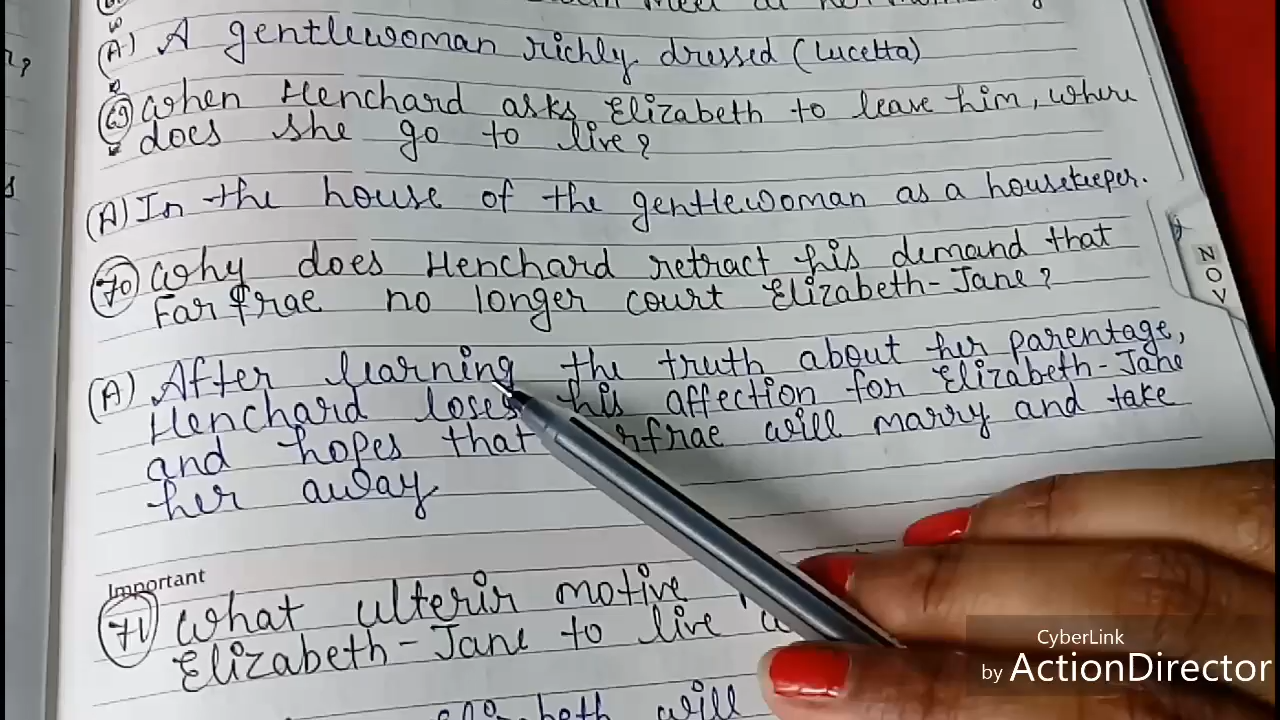 (A) A gentlewoman richly dressed (Lucetta)
69 When Henchard asks Elizabeth to leave him, where
does she go to live?
(A) In the house of the gentlewoman as a housekeeper.
70 Why does Henchard retract his demand that
Farfrae no longer court Elizabeth-Jane?
(A) After learning the truth about her parentage,
Henchard loses his affection for Elizabeth-Jane
and hopes that rfrae will marry and take
her away
Important
71 What ulterir motive
Elizabeth-Jane to live
will
NOV
CyberLink
by ActionDirector